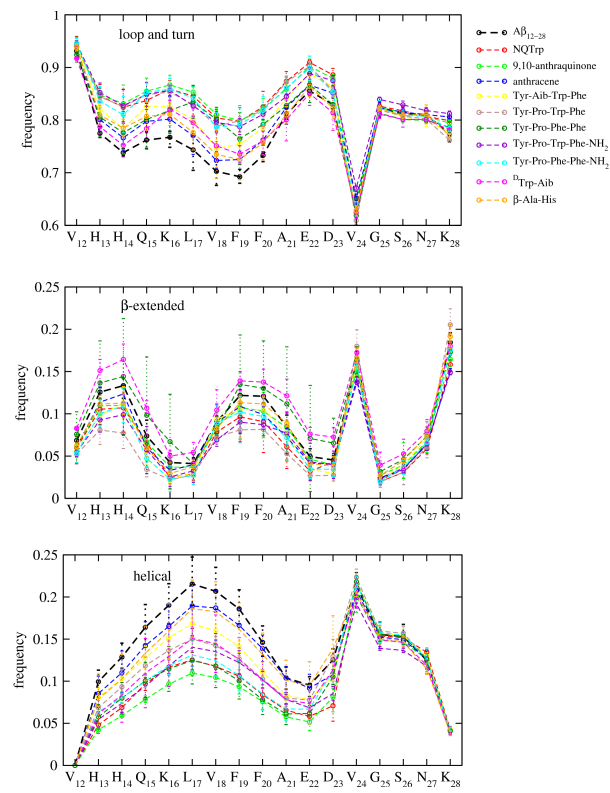 loop and turn
frequency
1
0.9
0.8
0.7
0.6
V12 H13 H14 Q15 K16 L17 V18 F19 F20 A21 E22 D23 V24 G25 S26 N27 K28
Aβ12−28
NQTrp
9,10-anthraquinone
anthracene
Tyr-Aib-Trp-Phe
Tyr-Pro-Trp-Phe
Tyr-Pro-Phe-Phe
Tyr-Pro-Trp-Phe-NH2
Tyr-Pro-Phe-Phe-NH2
DTrp-Aib
β-Ala-His
β-extended
frequency
0.25
0.2
0.15
0.1
0.05
0
V12 H13 H14 Q15 K16 L17 V18 F19 F20 A21 E22 D23 V24 G25 S26 N27 K28
helical
frequency
0.25
0.2
0.15
0.1
0.05
0
V12 H13 H14 Q15 K16 L17 V18 F19 F20 A21 E22 D23 V24 G25 S26 N27 K28